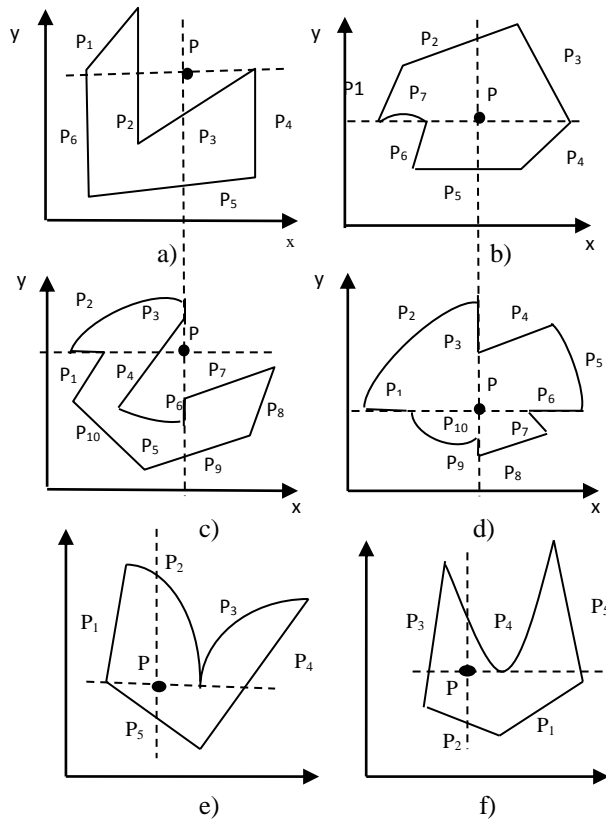 y
P₁
P
P₂
P₃
P₄
P₆
P₅
x
a)
y
P₂
P₃
P1
P₇
P
P₆
P₄
P₅
x
b)
y
P₂
P₃
P
P₁
P₄
P₇
P₆
P₈
P₁₀
P₅
P₉
x
c)
y
P₂
P₄
P₃
P₅
P
P₁
P₆
P₁₀
P₇
P₉
P₈
x
d)
P₂
P₁
P₃
P
P₄
P₅
e)
P₃
P₄
P₅
P
P₂
P₁
f)